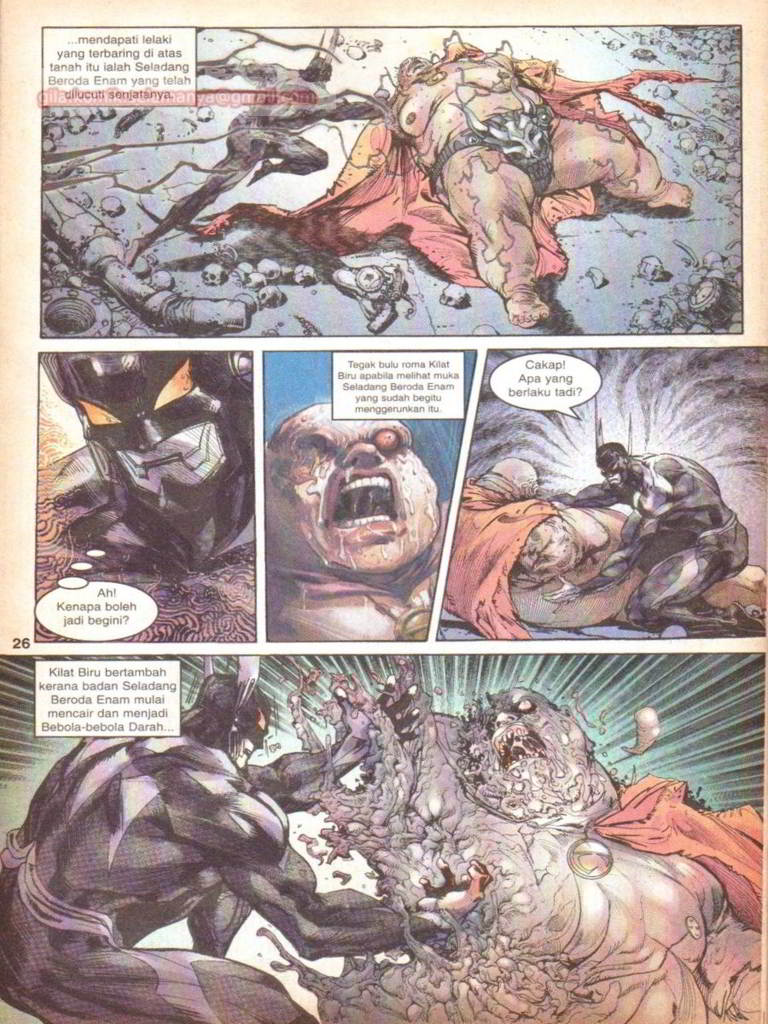 ...mendapati lelaki
yang terbaring di atas
tanah itu ialah Seladang
Beroda Enam yang telah
dilucuti senjatanya.
@gmail.com
Ah!
Kenapa boleh
jadi begini?
Tegak bulu roma Kilat
Biru apabila melihat muka
Seladang Beroda Enam
yang sudah begitu
menggerunkan itu.
Cakap!
Apa yang
berlaku tadi?
26
Kilat Biru bertambah
kerana badan Seladang
Beroda Enam mulai
mencair dan menjadi
Bebola-bebola Darah...